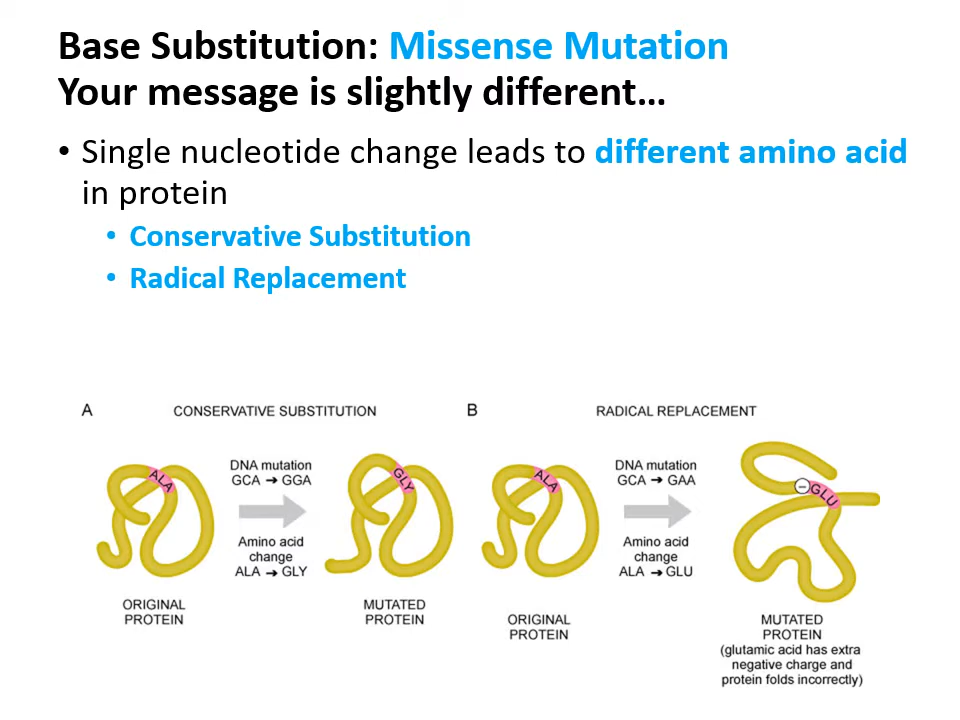 Base Substitution: Missense Mutation
Your message is slightly different…
• Single nucleotide change leads to different amino acid
in protein
• Conservative Substitution
• Radical Replacement
A
CONSERVATIVE SUBSTITUTION
ALA
DNA mutation
GCA → GGA
Amino acid
change
ALA → GLY
GLY
ORIGINAL
PROTEIN
MUTATED
PROTEIN
B
RADICAL REPLACEMENT
ALA
DNA mutation
GCA → GAA
Amino acid
change
ALA → GLU
− GLU
ORIGINAL
PROTEIN
MUTATED
PROTEIN
(glutamic acid has extra
negative charge and
protein folds incorrectly)